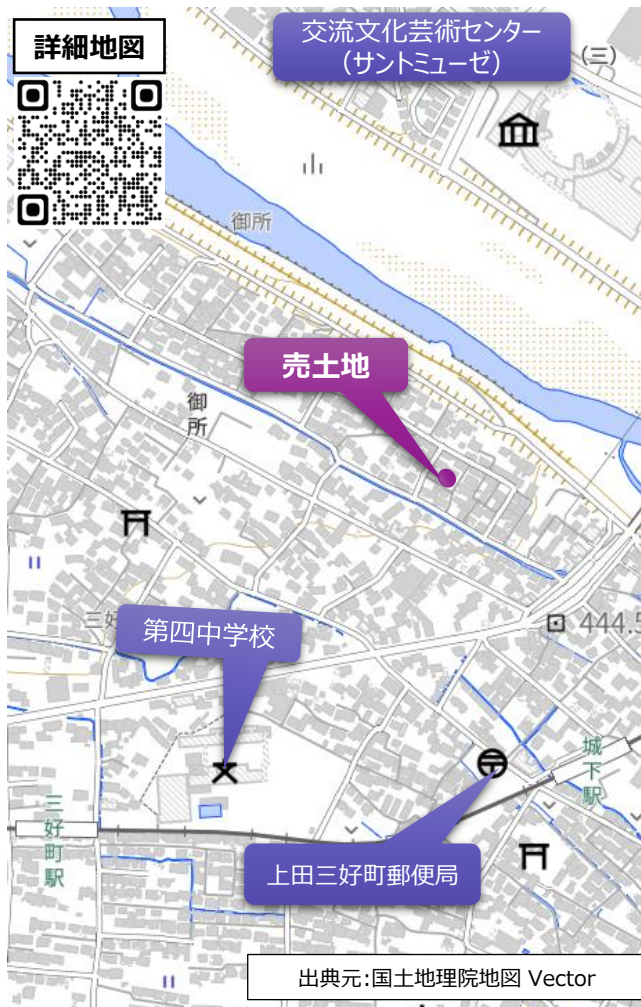 詳細地図
交流文化芸術センター
（サントミューゼ）
(三)
御所
売土地
御所
三好
第四中学校
444.5
城下駅
三好町駅
上田三好町郵便局
出典元:国土地理院地図 Vector